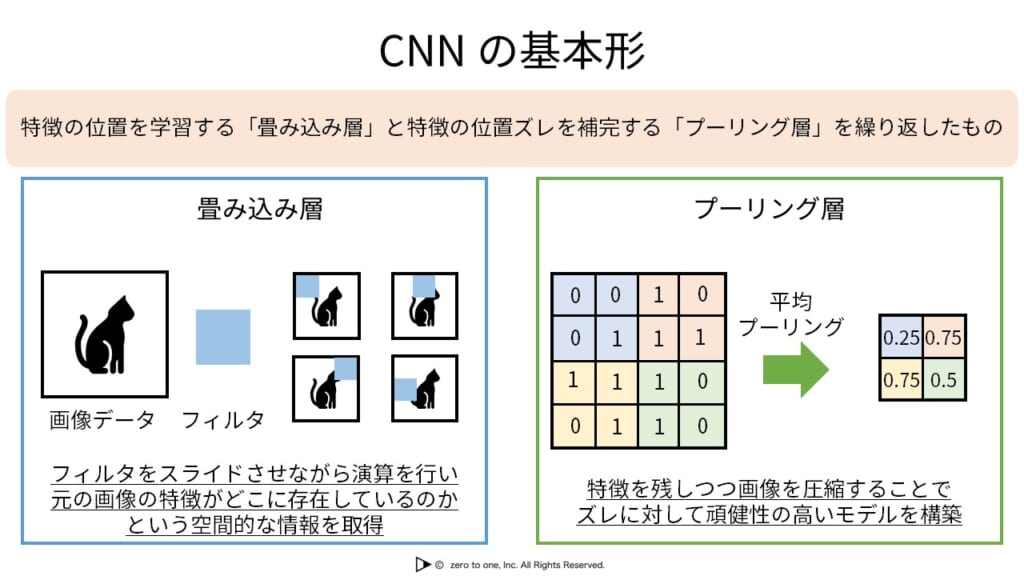 CNN の基本形
特徴の位置を学習する「畳み込み層」と特徴の位置ズレを補完する「プーリング層」を繰り返したもの
畳み込み層
画像データ
フィルタ
フィルタをスライドさせながら演算を行い
元の画像の特徴がどこに存在しているのか
という空間的な情報を取得
プーリング層
0 0 1 0
0 1 1 1
1 1 1 0
0 1 1 0
平均
プーリング
0.25 0.75
0.75 0.5
特徴を残しつつ画像を圧縮することで
ズレに対して頑健性の高いモデルを構築
© zero to one, Inc. All Rights Reserved.